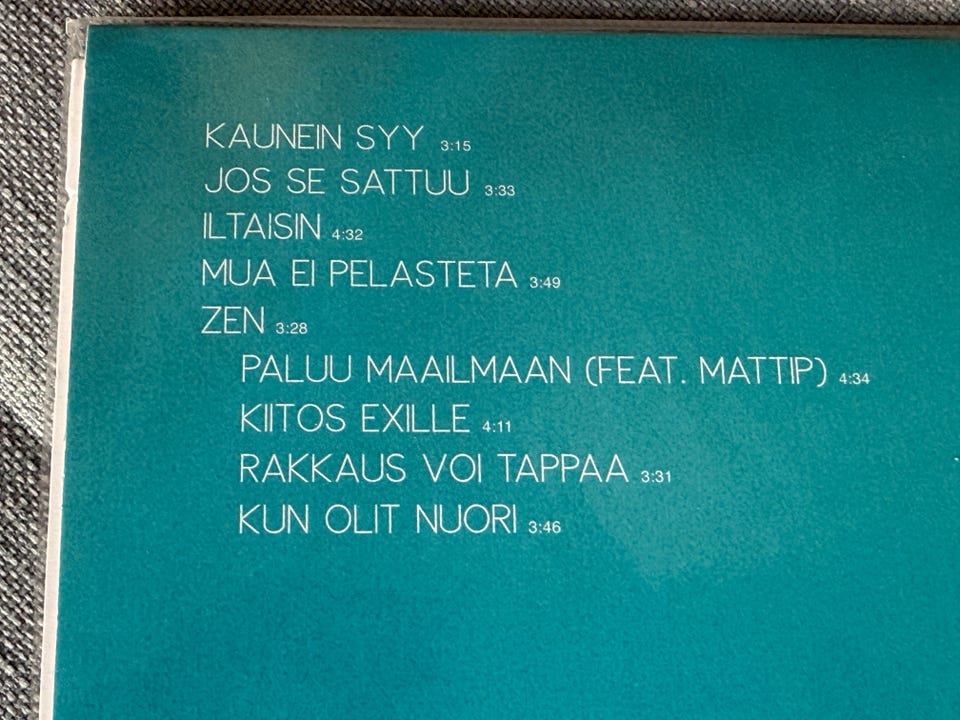 KAUNEIN SYY 3:15
JOS SE SATTUU 3:33
ILTAISIN 4:32
MUA EI PELASTETA 3:49
ZEN 3:28
PALUU MAAILMAAN (FEAT. MATTIP) 4:34
KIITOS EXILLE 4:11
RAKKAUS VOI TAPPAA 3:31
KUN OLIT NUORI 3:46